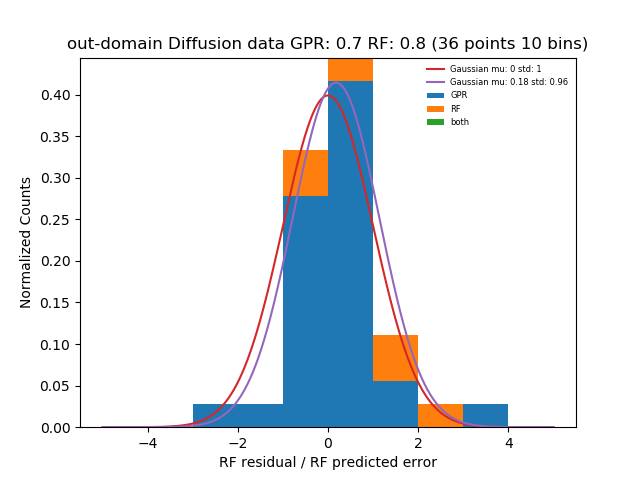 out-domain Diffusion data GPR: 0.7 RF: 0.8 (36 points 10 bins)
Gaussian mu: 0 std: 1
Gaussian mu: 0.18 std: 0.96
GPR
RF
both
Normalized Counts
0.40
0.35
0.30
0.25
0.20
0.15
0.10
0.05
0.00
−4 −2 0 2 4
RF residual / RF predicted error